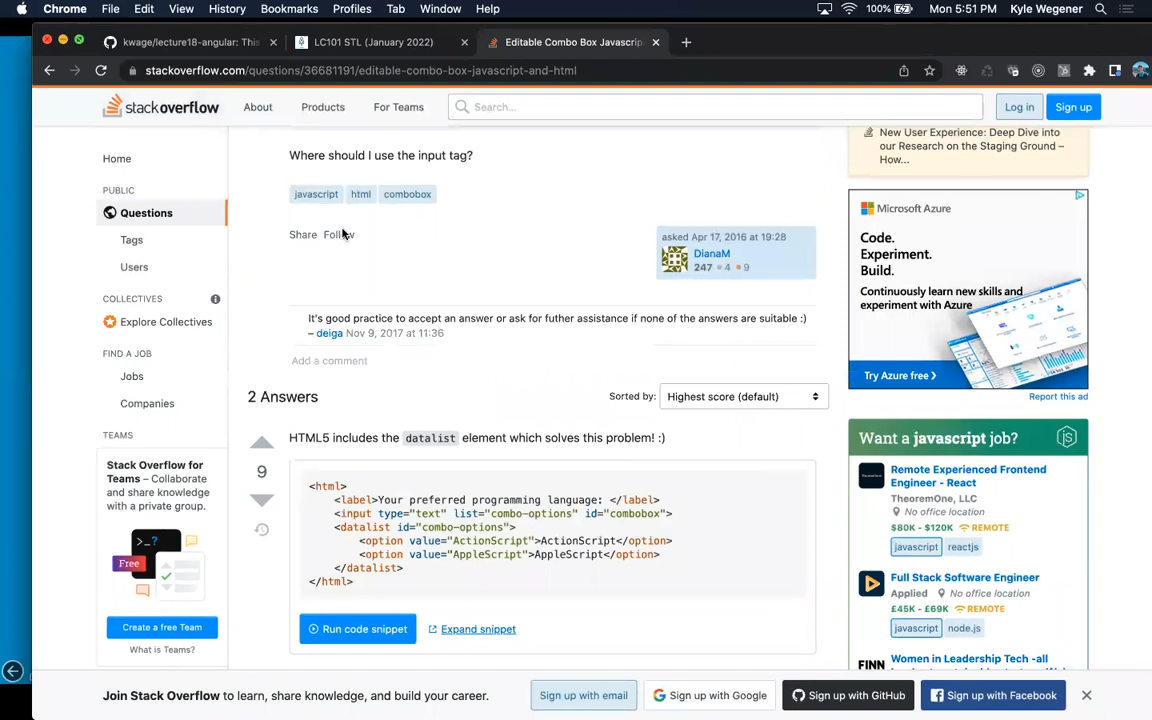 Chrome File Edit View History Bookmarks Profiles Tab Window Help 100% Mon 5:51 PM Kyle Wegener
kwage/lecture18-angular: This LC101 STL (January 2022) Editable Combo Box Javascrip
stackoverflow.com/questions/36681191/editable-combo-box-javascript-and-html
stackoverflow About Products For Teams Search... Log in Sign up
Home
PUBLIC
Questions
Tags
Users
COLLECTIVES
Explore Collectives
FIND A JOB
Jobs
Companies
TEAMS
Stack Overflow for
Teams – Collaborate
and share knowledge
with a private group.
>_?
Free
Create a free Team
What is Teams?
Where should I use the input tag?
javascript html combobox
Share Follow
asked Apr 17, 2016 at 19:28
DianaM
247 4 9
It's good practice to accept an answer or ask for futher assistance if none of the answers are suitable :)
– deiga Nov 9, 2017 at 11:36
Add a comment
2 Answers
Sorted by: Highest score (default)
9
HTML5 includes the datalist element which solves this problem! :)
<html>
<label>Your preferred programming language: </label>
<input type="text" list="combo-options" id="combobox">
<datalist id="combo-options">
<option value="ActionScript">ActionScript</option>
<option value="AppleScript">AppleScript</option>
</datalist>
</html>
Run code snippet Expand snippet
New User Experience: Deep Dive into
our Research on the Staging Ground –
How...
Microsoft Azure
Code.
Experiment.
Build.
Continuously learn new skills and
experiment with Azure
Try Azure free >
Report this ad
Want a javascript job?
Remote Experienced Frontend
Engineer - React
TheoremOne, LLC
No office location
$80K - $120K REMOTE
javascript reactjs
Full Stack Software Engineer
Applied No office location
£45K - £69K REMOTE
javascript node.js
FINN
Women in Leadership Tech -all
Join Stack Overflow to learn, share knowledge, and build your career. Sign up with email Sign up with Google Sign up with GitHub Sign up with Facebook